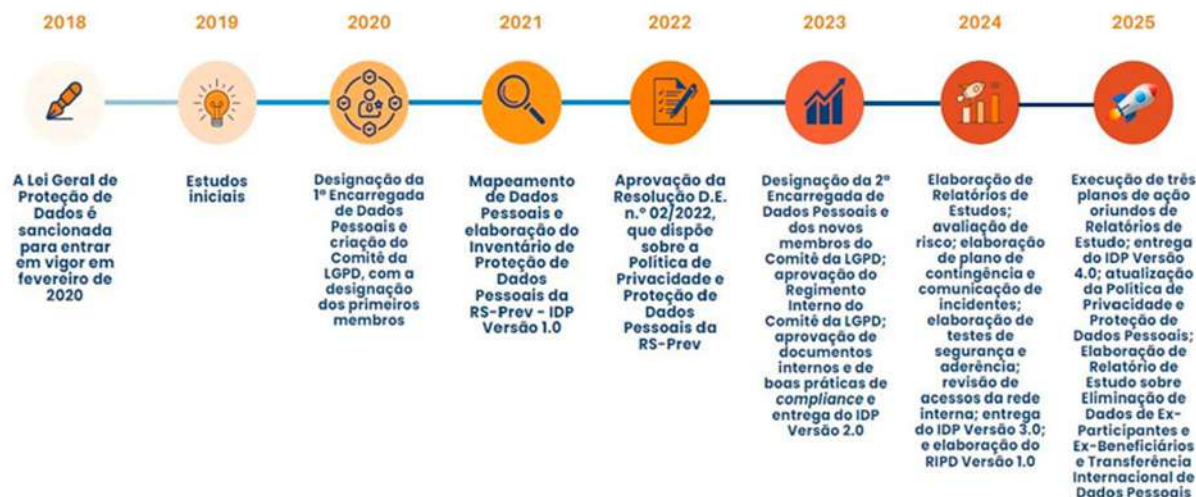 2018
2019
2020
2021
2022
2023
2024
2025
A Lei Geral de
Proteção de
Dados é
sancionada
para entrar
em vigor em
fevereiro de
2020
Estudos
iniciais
Designação da
1ª Encarregada
de Dados
Pessoais e
criação do
Comitê da
LGPD, com a
designação
dos primeiros
membros
Mapeamento
de Dados
Pessoais e
elaboração do
Inventário de
Proteção de
Dados
Pessoais da
RS-Prev - IDP
Versão 1.0
Aprovação da
Resolução D.E.
n.º 02/2022,
que dispõe
sobre a
Política de
Privacidade e
Proteção de
Dados
Pessoais da
RS-Prev
Designação da 2ª
Encarregada de
Dados Pessoais e
dos novos
membros do
Comitê da LGPD;
aprovação do
Regimento
Interno do
Comitê da LGPD;
aprovação de
documentos
internos e de
boas práticas de
compliance e
entrega do IDP
Versão 2.0
Elaboração de
Relatórios de
Estudos;
avaliação de
risco; elaboração
de plano de
contingência e
comunicação de
incidentes;
elaboração de
testes de
segurança e
aderência;
revisão de
acessos da rede
interna; entrega
do IDP Versão 3.0;
e elaboração do
RIPD Versão 1.0
Execução de três
planos de ação
oriundos de
Relatórios de
Estudo; entrega
do IDP Versão
4.0; atualização
da Política de
Privacidade e
Proteção de
Dados Pessoais;
Elaboração de
Relatório de
Estudo sobre
Eliminação de
Dados de Ex-
Participantes e
Ex-Beneficiários
e Transferência
Internacional de
Dados Pessoais